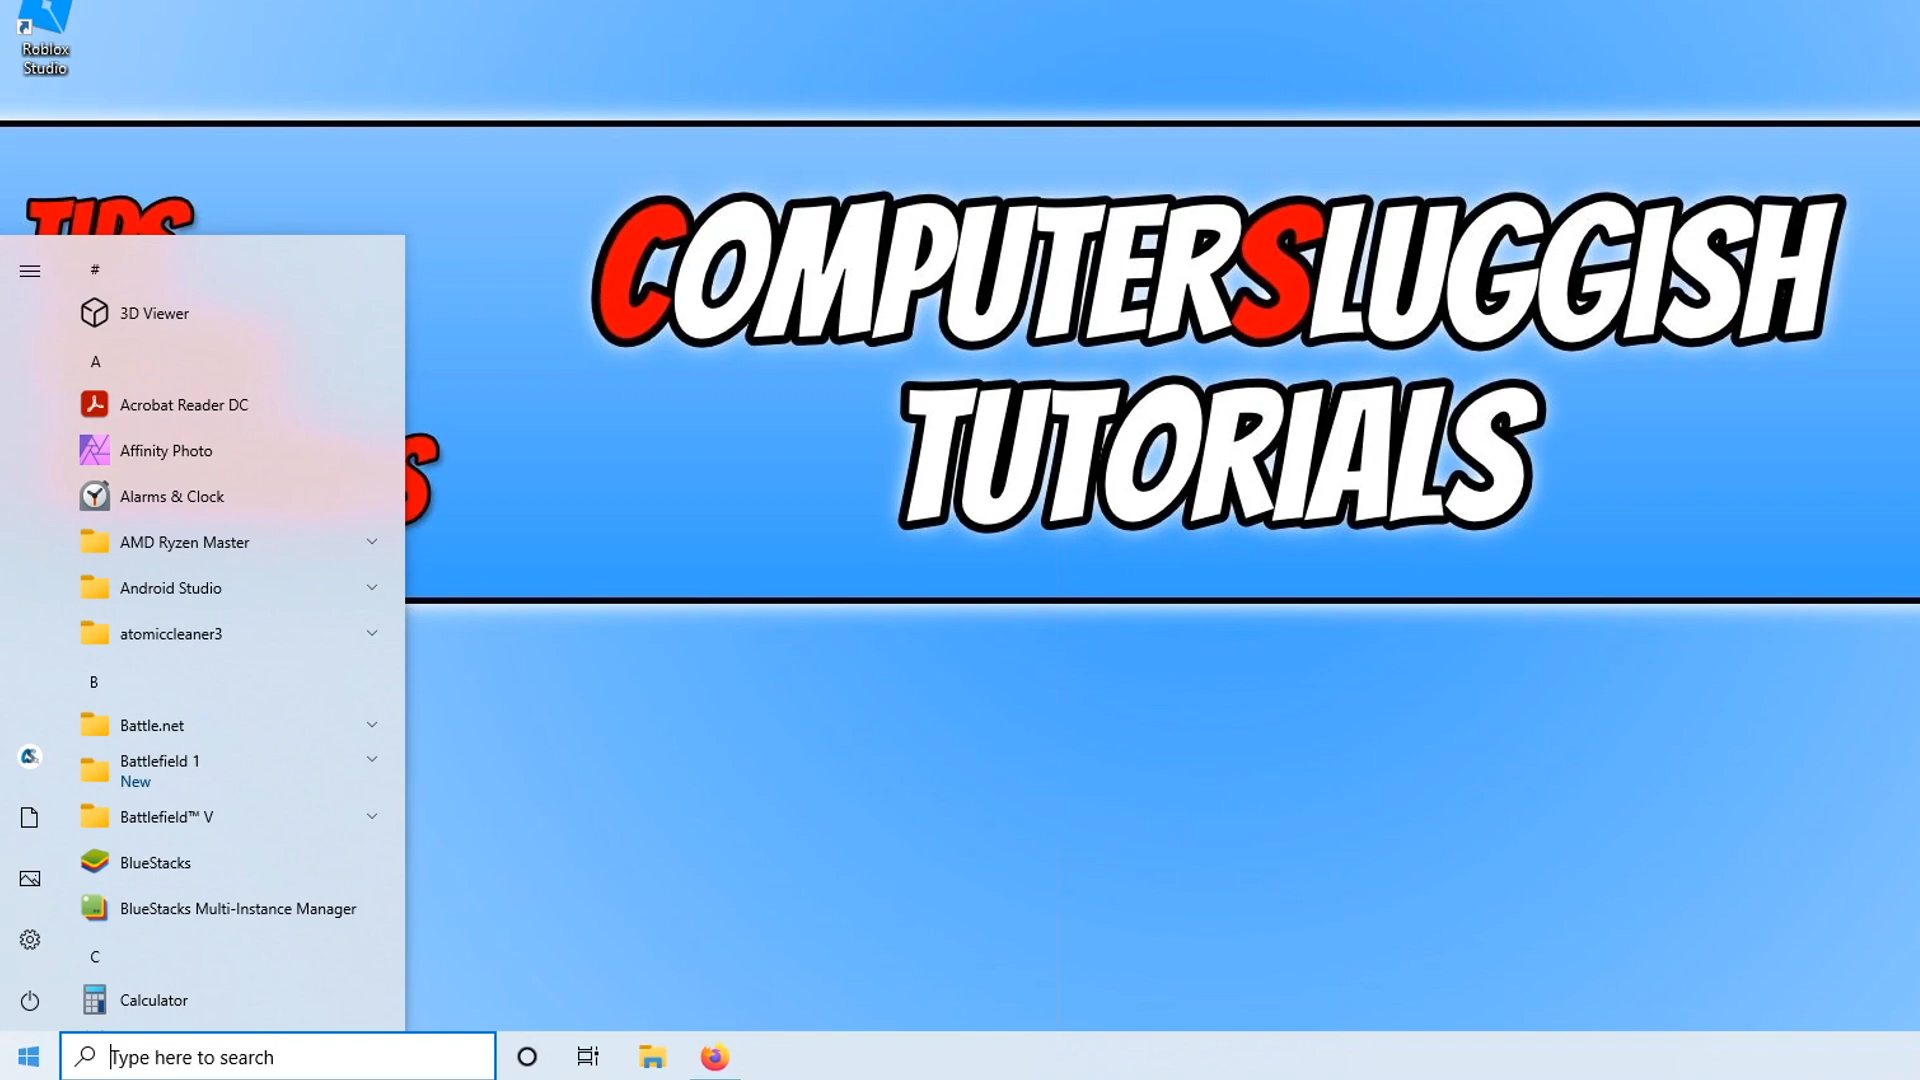 Roblox
Studio
TIPS
COMPUTERSLUGGISH
TUTORIALS
#
3D Viewer
A
Acrobat Reader DC
Affinity Photo
Alarms & Clock
AMD Ryzen Master
Android Studio
atomiccleaner3
B
Battle.net
Battlefield 1
New
Battlefield™ V
BlueStacks
BlueStacks Multi-Instance Manager
C
Calculator
Type here to search